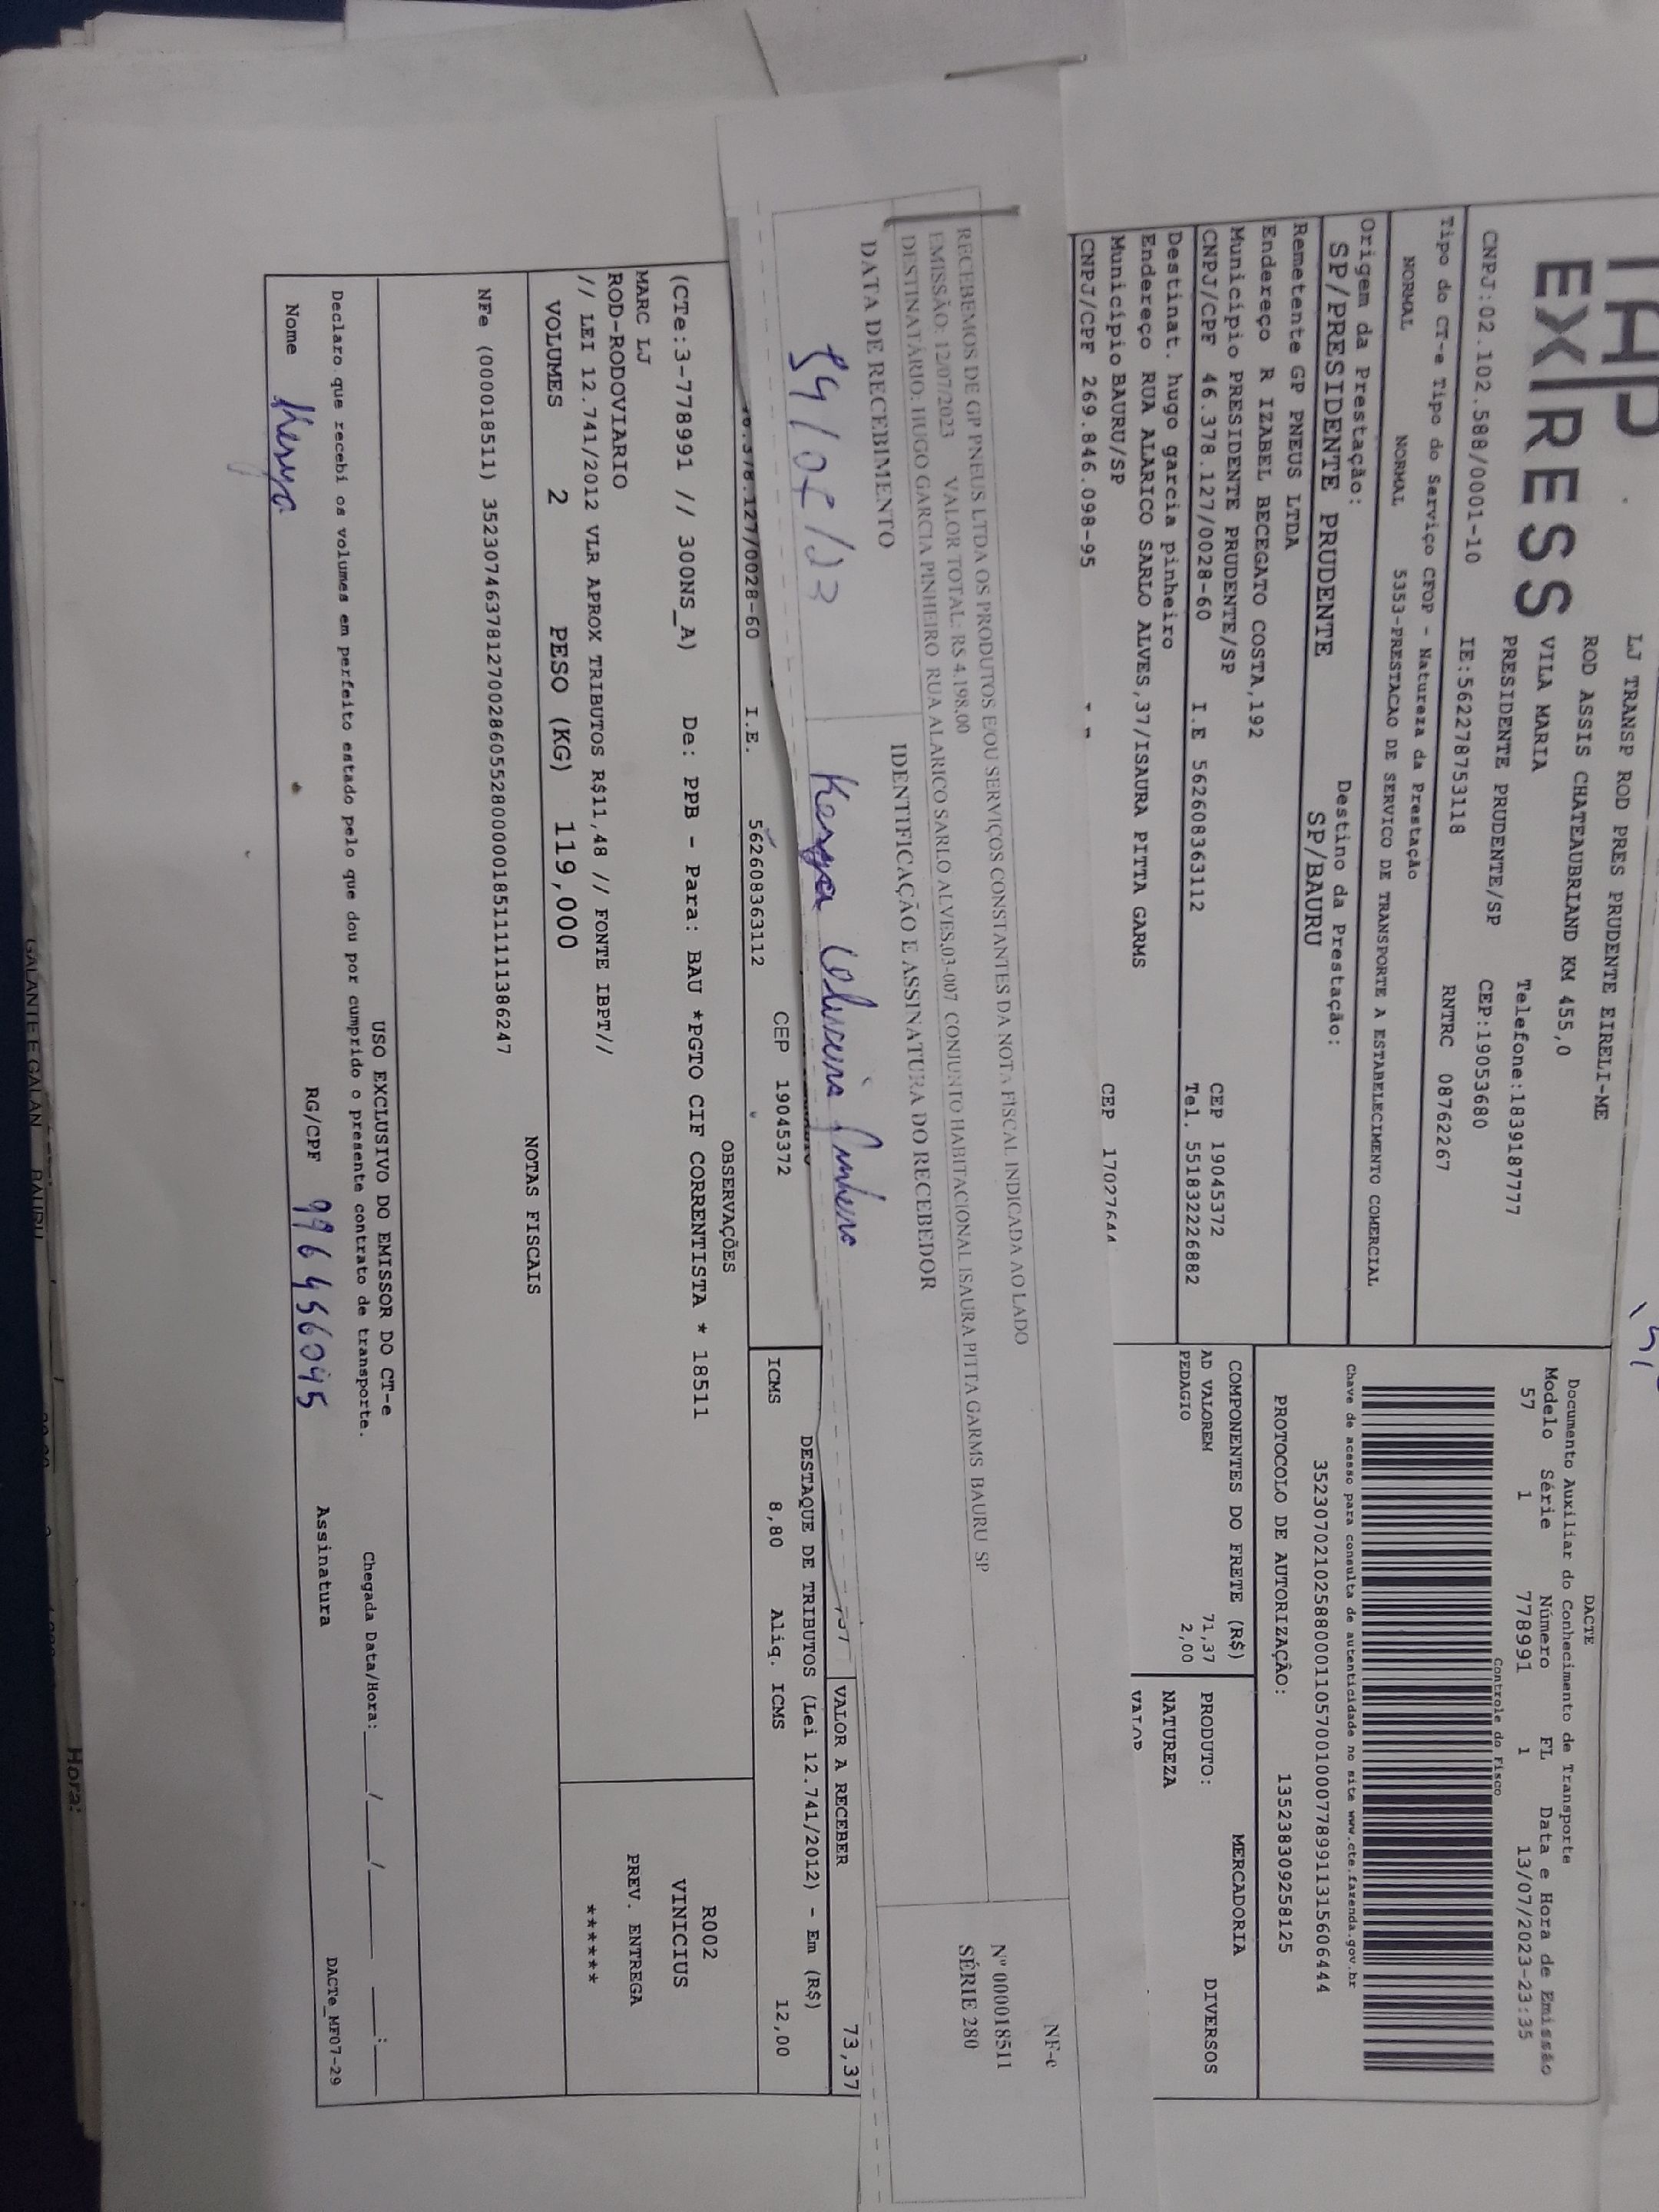 EXPRESS
LJ TRANSP ROD PRES PRUDENTE EIRELI-ME
ROD ASSIS CHATEAUBRIAND KM 455,0
VILA MARIA
PRESIDENTE PRUDENTE/SP
Telefone:1839187777
CEP:19053680
CNPJ:02.102.588/0001-10 IE:562278753118 RNTRC 08762267
Tipo do CT-e Tipo do Serviço CFOP - Natureza da Prestação
NORMAL NORMAL 5353-PRESTACAO DE SERVICO DE TRANSPORTE A ESTABELECIMENTO COMERCIAL
Origem da Prestação: Destino da Prestação:
SP/PRESIDENTE PRUDENTE SP/BAURU
Remetente GP PNEUS LTDA
Endereço R IZABEL BECEGATO COSTA,192
Municipio PRESIDENTE PRUDENTE/SP CEP 19045372
CNPJ/CPF 46.378.127/0028-60 I.E 562608363112 Tel. 551832226882
Destinat. hugo garcia pinheiro
Endereço RUA ALARICO SARLO ALVES,37/ISAURA PITTA GARMS
Municipio BAURU/SP CEP 17027644
CNPJ/CPF 269.846.098-95
DACTE
Documento Auxiliar do Conhecimento de Transporte
Modelo Série Número FL Data e Hora de Emissão
57 1 778991 1 13/07/2023-23:35
Controle do Fisco
Chave de acesso para consulta de autenticidade no site www.cte.fazenda.gov.br
35230702102588000110570010007789911315606444
PROTOCOLO DE AUTORIZAÇÃO: 135238309258125
COMPONENTES DO FRETE (R$)
AD VALOREM 71,37
PEDAGIO 2,00
MERCADORIA
PRODUTO: DIVERSOS
NATUREZA
VALOR
RECEBEMOS DE GP PNEUS LTDA OS PRODUTOS E/OU SERVIÇOS CONSTANTES DA NOTA FISCAL INDICADA AO LADO
EMISSÃO: 12/07/2023 VALOR TOTAL: R$ 4.198,00
DESTINATÁRIO: HUGO GARCIA PINHEIRO RUA ALARICO SARLO ALVES,03-007 CONJUNTO HABITACIONAL ISAURA PITTA GARMS BAURU SP
DATA DE RECEBIMENTO IDENTIFICAÇÃO E ASSINATURA DO RECEBEDOR
NF-e
Nº 000018511
SÉRIE 280
VALOR A RECEBER 73,37
46.378.127/0028-60 I.E. 562608363112 CEP 19045372
DESTAQUE DE TRIBUTOS (Lei 12.741/2012) - Em (R$)
ICMS 8,80 Aliq. ICMS 12,00
OBSERVAÇÕES
(CTe:3-778991 // 300NS_A) De: PPB - Para: BAU *PGTO CIF CORRENTISTA * 18511
MARC LJ
ROD-RODOVIARIO
// LEI 12.741/2012 VLR APROX TRIBUTOS R$11,48 // FONTE IBPT//
R002
VINICIUS
PREV. ENTREGA
******
VOLUMES 2 PESO (KG) 119,000
NOTAS FISCAIS
NFe (000018511) 35230746378127002860552800000185111111386247
USO EXCLUSIVO DO EMISSOR DO CT-e
Declaro que recebi os volumes em perfeito estado pelo que dou por cumprido o presente contrato de transporte.
Chegada Data/Hora: / / :
Nome RG/CPF 996456045 Assinatura
DACTe_MF07-29
Hora: